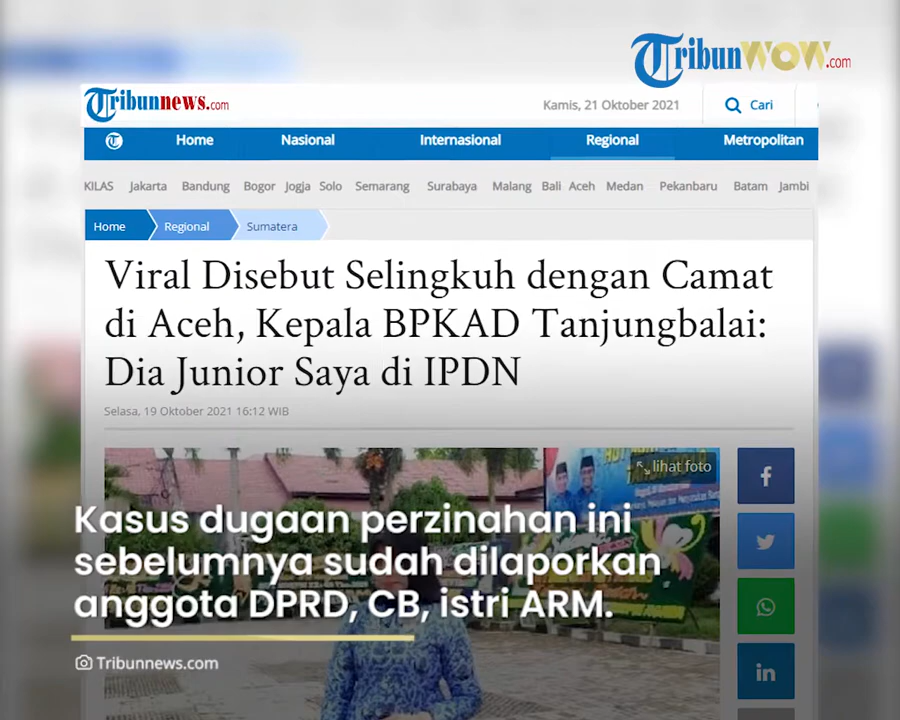 TribunWOW.com
Tribunnews.com
Kamis, 21 Oktober 2021
Cari
Home Nasional Internasional Regional Metropolitan
KILAS Jakarta Bandung Bogor Jogja Solo Semarang Surabaya Malang Bali Aceh Medan Pekanbaru Batam Jambi
Home Regional Sumatera
Viral Disebut Selingkuh dengan Camat
di Aceh, Kepala BPKAD Tanjungbalai:
Dia Junior Saya di IPDN
Selasa, 19 Oktober 2021 16:12 WIB
lihat foto
Kasus dugaan perzinahan ini
sebelumnya sudah dilaporkan
anggota DPRD, CB, istri ARM.
Tribunnews.com